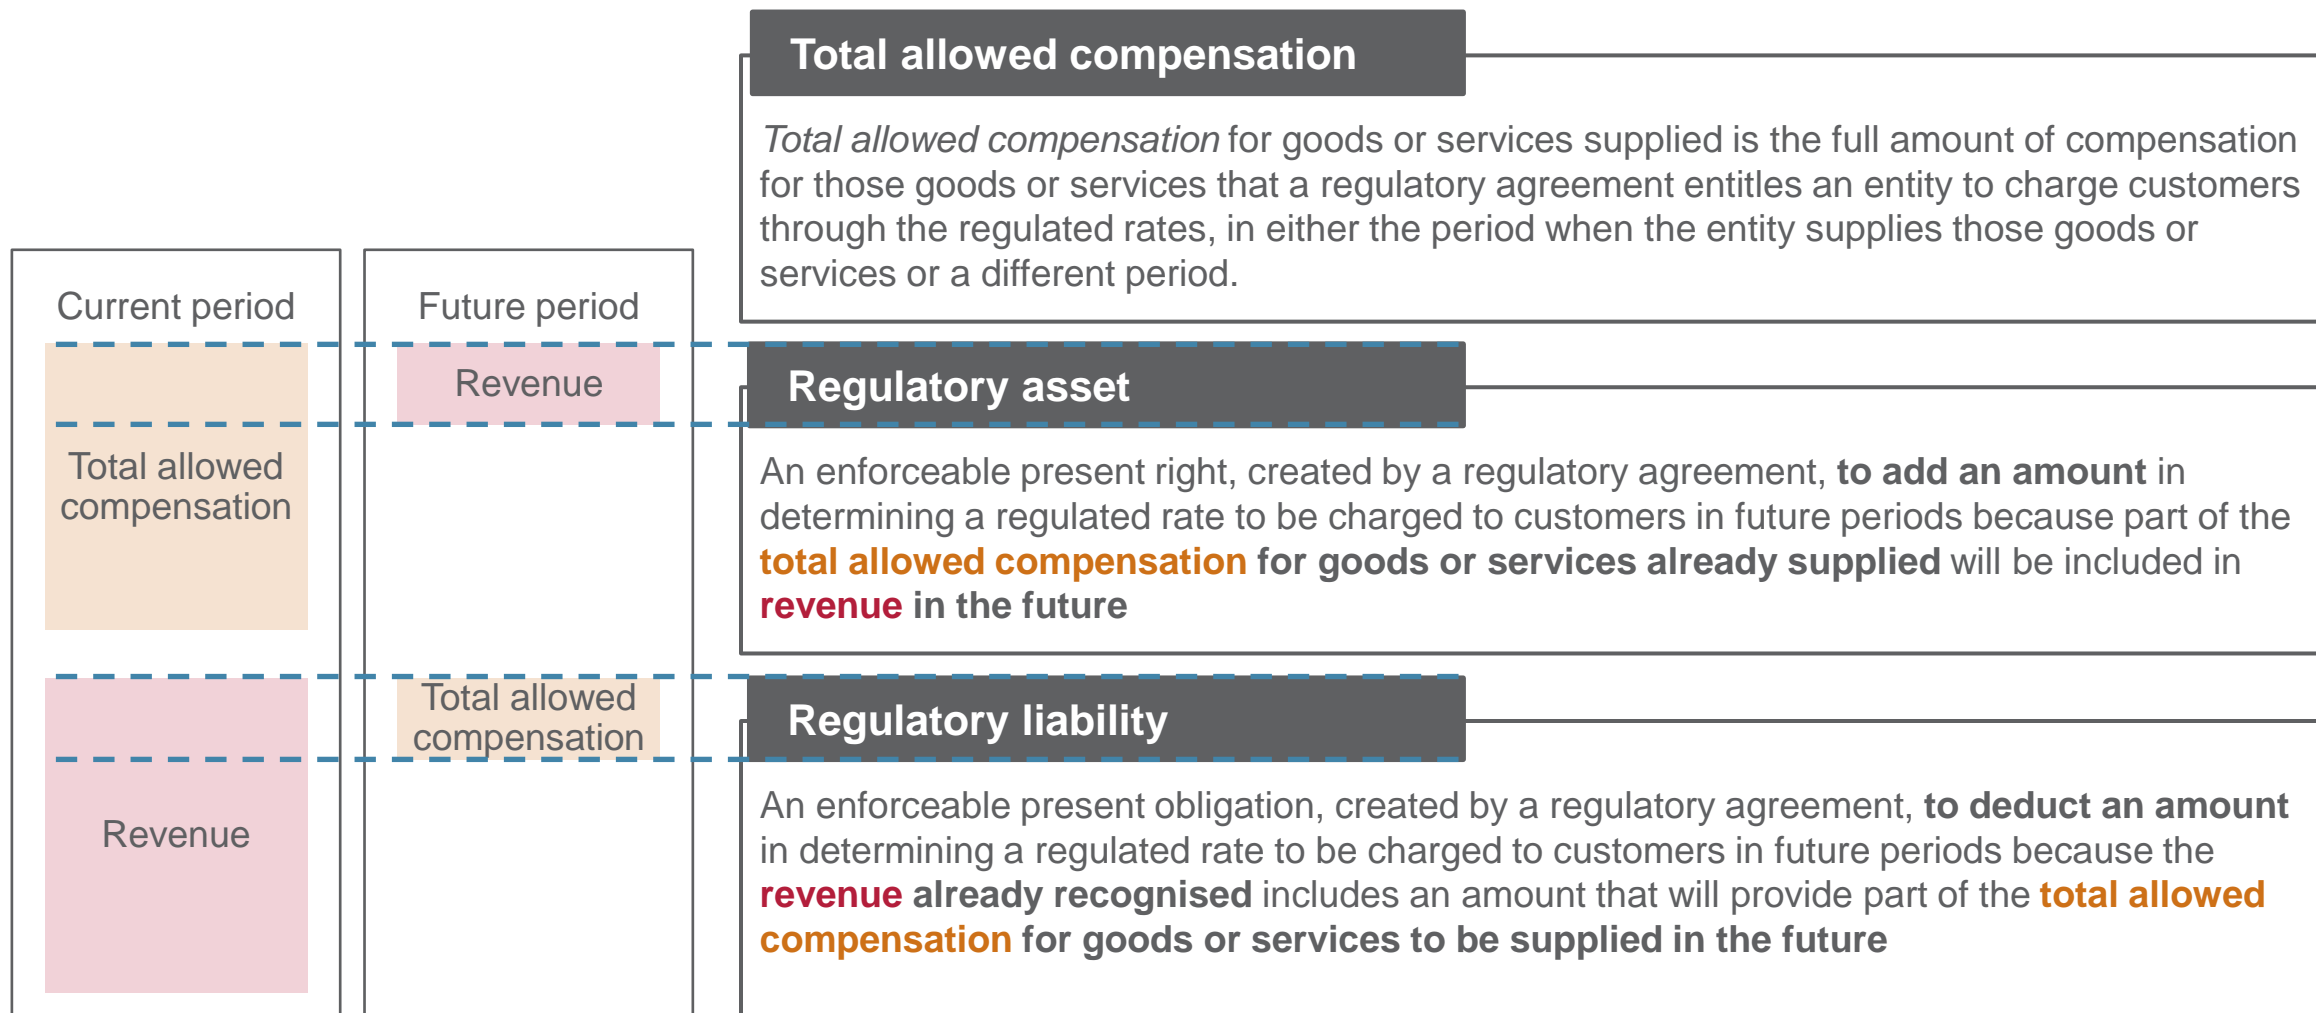 Total allowed compensation
Total allowed compensation for goods or services supplied is the full amount of compensation
for those goods or services that a regulatory agreement entitles an entity to charge customers
through the regulated rates, in either the period when the entity supplies those goods or
services or a different period.
Current period
Future period
Total allowed
compensation
Revenue
Regulatory asset
An enforceable present right, created by a regulatory agreement, to add an amount in
determining a regulated rate to be charged to customers in future periods because part of the
total allowed compensation for goods or services already supplied will be included in
revenue in the future
Revenue
Total allowed
compensation
Regulatory liability
An enforceable present obligation, created by a regulatory agreement, to deduct an amount
in determining a regulated rate to be charged to customers in future periods because the
revenue already recognised includes an amount that will provide part of the total allowed
compensation for goods or services to be supplied in the future